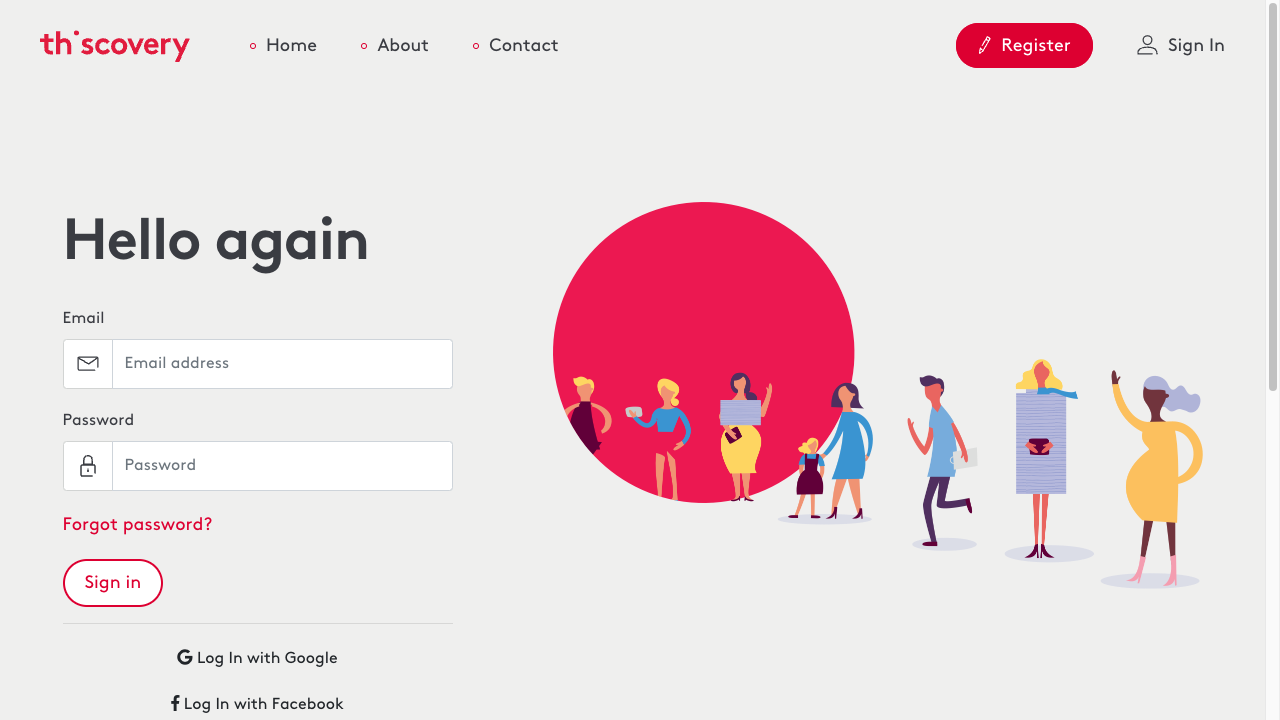 thiscovery
Home
About
Contact
Register
Sign In
Hello again
Email
Email address
Password
Password
Forgot password?
Sign in
Log In with Google
Log In with Facebook